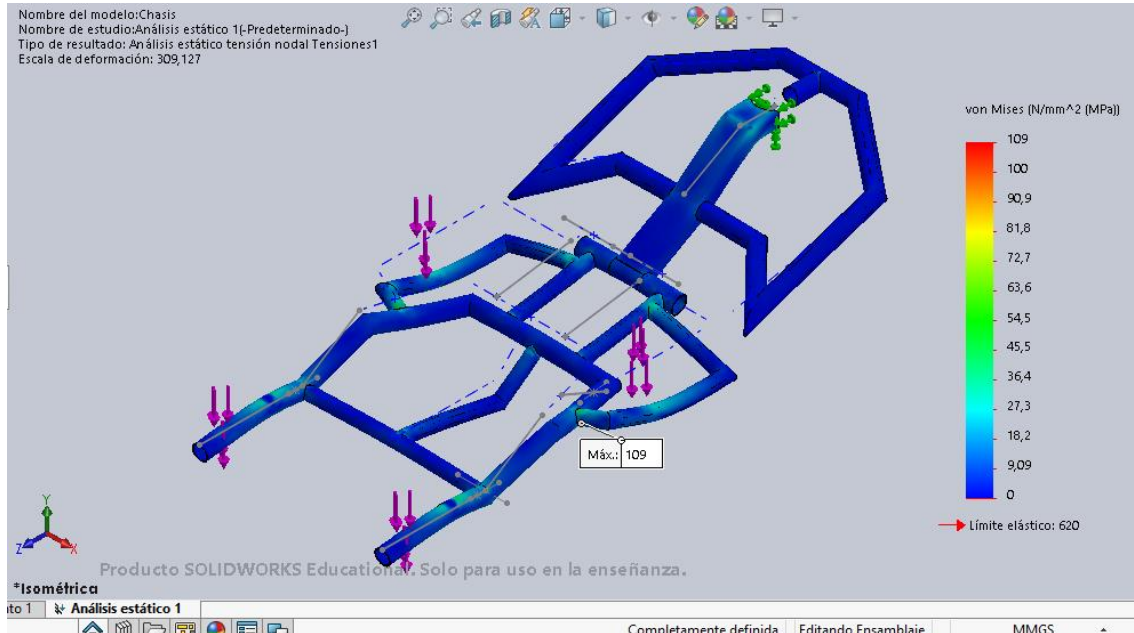 Nombre del modelo:Chasis
Nombre de estudio:Análisis estático 1(-Predeterminado-)
Tipo de resultado: Análisis estático tensión nodal Tensiones1
Escala de deformación: 309,127
von Mises (N/mm^2 (MPa))
109
100
90,9
81,8
72,7
63,6
54,5
45,5
36,4
27,3
18,2
9,09
0
Límite elástico: 620
Máx.: 109
Y
Z
X
Producto SOLIDWORKS Educational. Solo para uso en la enseñanza.
*Isométrica
nto 1
Análisis estático 1
Completamente definida
Editando Ensamblaje
MMGS